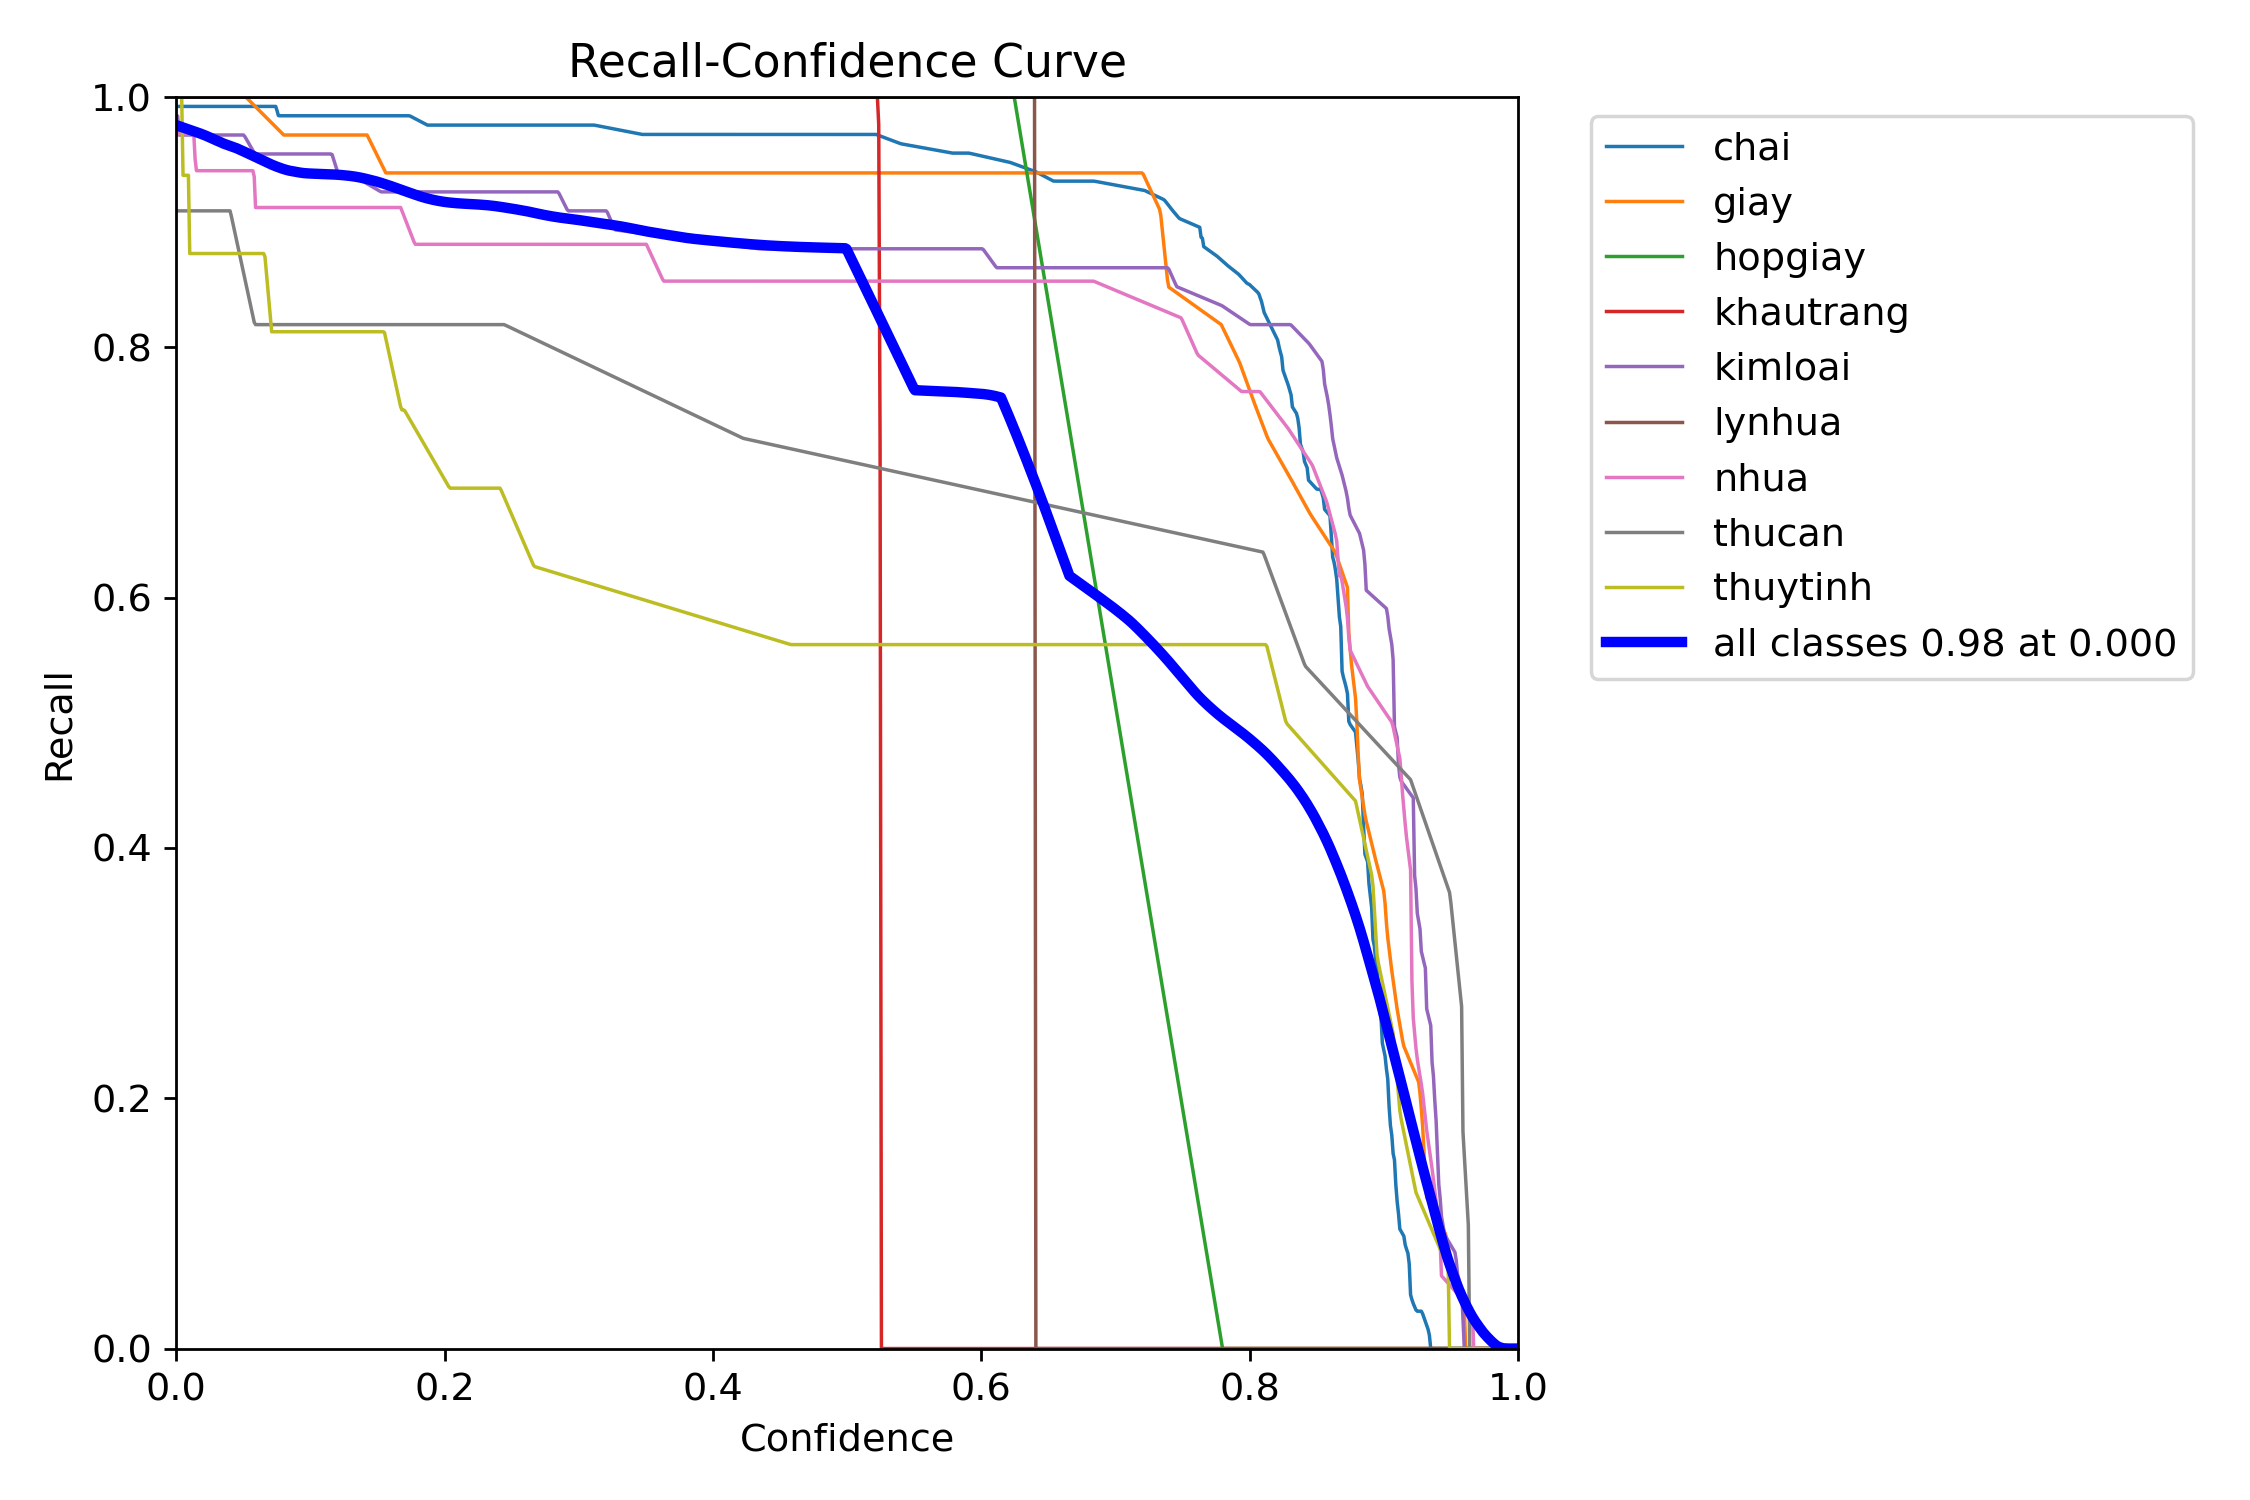 Recall-Confidence Curve
1.0
0.8
0.6
0.4
0.2
0.0
Recall
0.0 0.2 0.4 0.6 0.8 1.0
Confidence
chai
giay
hopgiay
khautrang
kimloai
lynhua
nhua
thucan
thuytinh
all classes 0.98 at 0.000